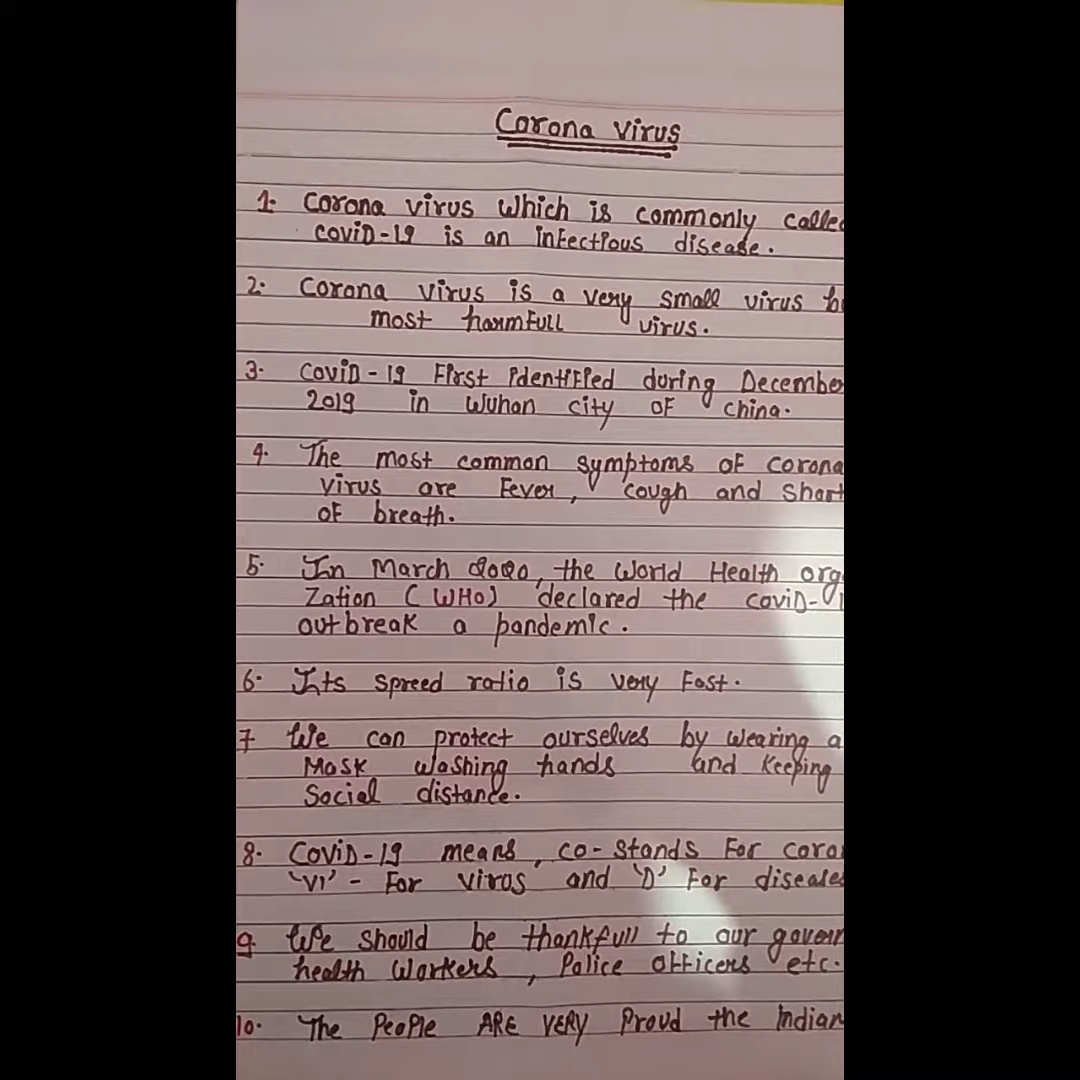 Corona Virus
1. Corona virus which is commonly calle
covid-19 is an infectious disease.
2. Corona virus is a very small virus b
most harmfull virus.
3. Covid-19 First identified during Decembe
2019 in Wuhan city of china.
4. The most common symptoms of corona
virus are Fever, cough and short
of breath.
5. In March 2020, the World Health org
Zation (WHO) declared the covid-1
outbreak a pandemic.
6. Its spreed ratio is very Fast.
7 We can protect ourselves by wearing a
Mask washing hands and keeping
Social distance.
8. Covid-19 means, co-stands For coro
'VI' - For virus and 'D' For disease
9 We should be thankfull to our govern
health workers, Police officers etc.
10. The People ARE VERY Proud the Indian